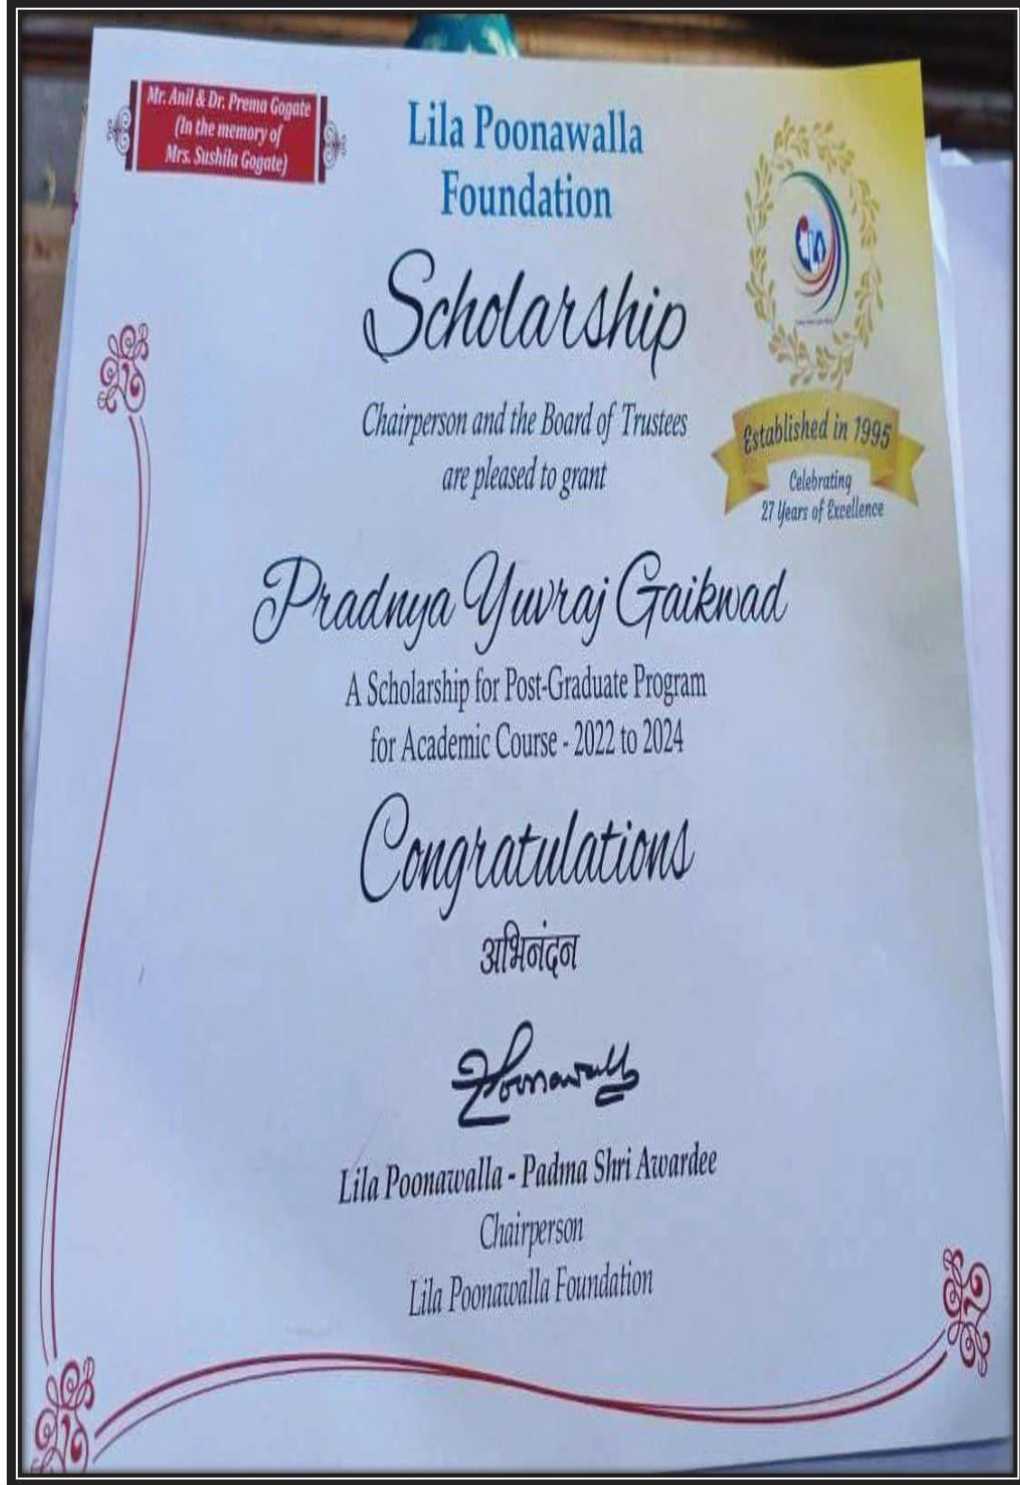 Mr. Anil & Dr. Prema Gogate
(In the memory of
Mrs. Sushila Gogate)
Lila Poonawalla
Foundation
Scholarship
Chairperson and the Board of Trustees
are pleased to grant
Established in 1995
Celebrating
27 Years of Excellence
Pradnya Yuvraj Gaikwad
A Scholarship for Post-Graduate Program
for Academic Course - 2022 to 2024
Congratulations
अभिनंदन
Lila Poonawalla - Padma Shri Awardee
Chairperson
Lila Poonawalla Foundation